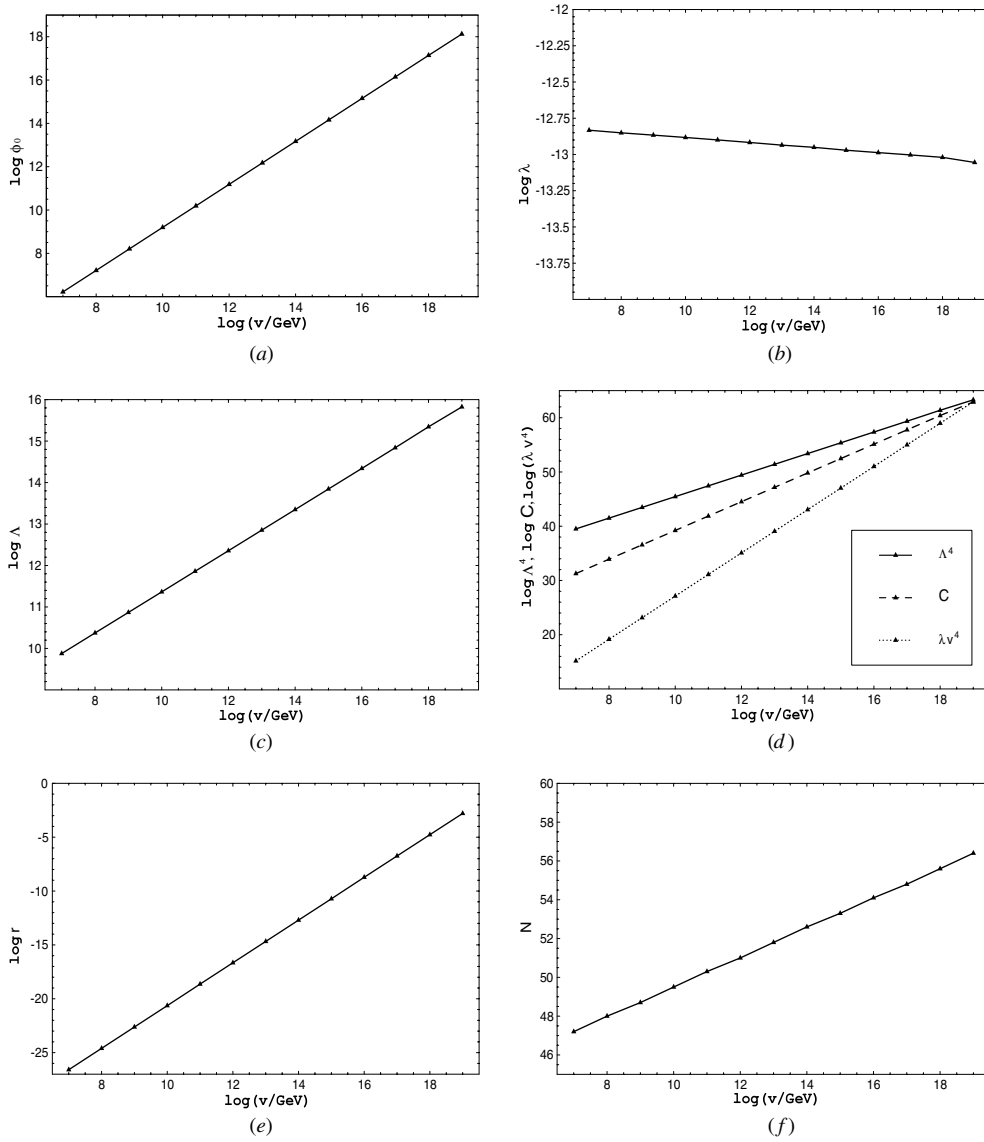 log ϕ₀
18
16
14
12
10
8
8 10 12 14 16 18
log(v/GeV)
(a)
log λ
-12
-12.25
-12.5
-12.75
-13
-13.25
-13.5
-13.75
8 10 12 14 16 18
log(v/GeV)
(b)
log Λ
16
15
14
13
12
11
10
8 10 12 14 16 18
log(v/GeV)
(c)
log Λ⁴, log C, log(λ v⁴)
60
50
40
30
20
Λ⁴
C
λv⁴
8 10 12 14 16 18
log(v/GeV)
(d)
log r
0
-5
-10
-15
-20
-25
8 10 12 14 16 18
log(v/GeV)
(e)
N
60
58
56
54
52
50
48
46
8 10 12 14 16 18
log(v/GeV)
(f)